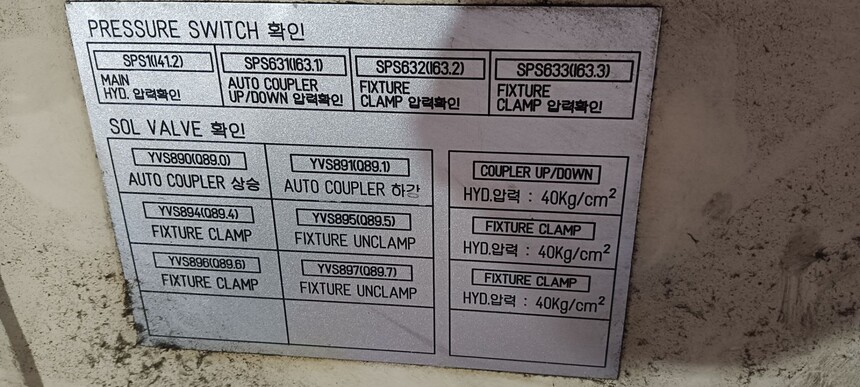 PRESSURE SWITCH 확인
SPS1(I41.2)
MAIN
HYD. 압력확인
SPS631(I63.1)
AUTO COUPLER
UP/DOWN 압력확인
SPS632(I63.2)
FIXTURE
CLAMP 압력확인
SPS633(I63.3)
FIXTURE
CLAMP 압력확인
SOL VALVE 확인
YVS890(Q89.0)
AUTO COUPLER 상승
YVS891(Q89.1)
AUTO COUPLER 하강
YVS894(Q89.4)
FIXTURE CLAMP
YVS895(Q89.5)
FIXTURE UNCLAMP
YVS896(Q89.6)
FIXTURE CLAMP
YVS897(Q89.7)
FIXTURE UNCLAMP
COUPLER UP/DOWN
HYD.압력 : 40Kg/cm²
FIXTURE CLAMP
HYD.압력 : 40Kg/cm²
FIXTURE CLAMP
HYD.압력 : 40Kg/cm²